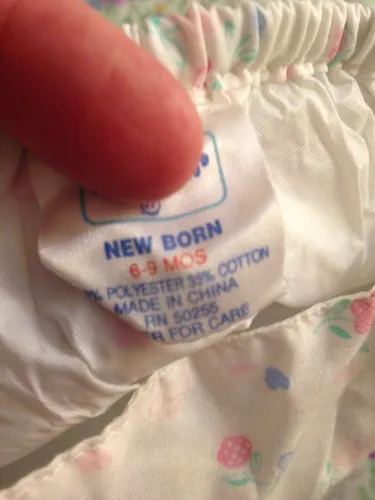 NEW BORN
6-9 MOS
% POLYESTER 35% COTTON
MADE IN CHINA
RN 50255
R FOR CARE